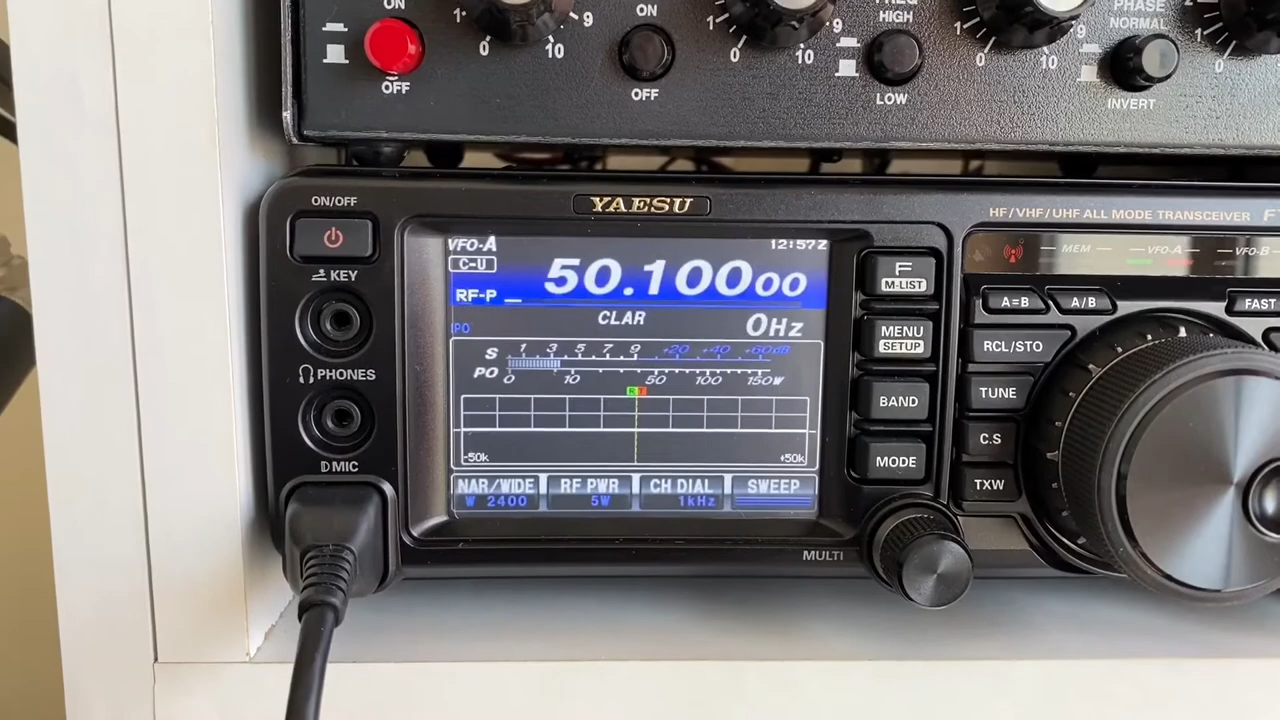 ON
OFF
1
0
10
9
ON
OFF
1
0
10
9
HIGH
LOW
1
0
10
9
PHASE
NORMAL
INVERT
0
YAESU
HF/VHF/UHF ALL MODE TRANSCEIVER F
ON/OFF
KEY
PHONES
MIC
VFO-A
12:57Z
C-U
50.100 00
RF-P
CLAR
0Hz
PO
S 1 3 5 7 9 +20 +40 +60dB
PO 0 10 50 100 150W
R T
-50k
+50k
NAR/WIDE
W 2400
RF PWR
5W
CH DIAL
1kHz
SWEEP
F
M-LIST
MENU
SETUP
BAND
MODE
MULTI
MEM
VFO-A
VFO-B
A=B
A/B
FAST
RCL/STO
TUNE
C.S
TXW